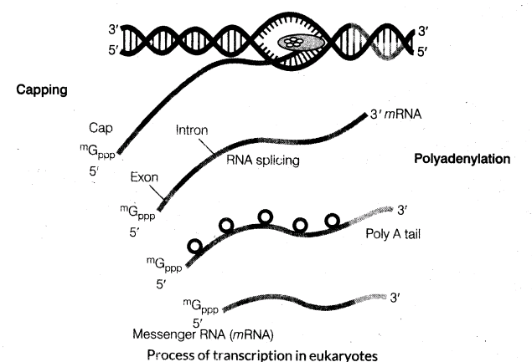 3' 3'
5' 5'
Capping
Cap
mGppp
5'
3' mRNA
Intron
RNA splicing
Polyadenylation
Exon
mGppp
5'
3'
Poly A tail
mGppp
5'
mGppp
3'
5'
Messenger RNA (mRNA)
Process of transcription in eukaryotes